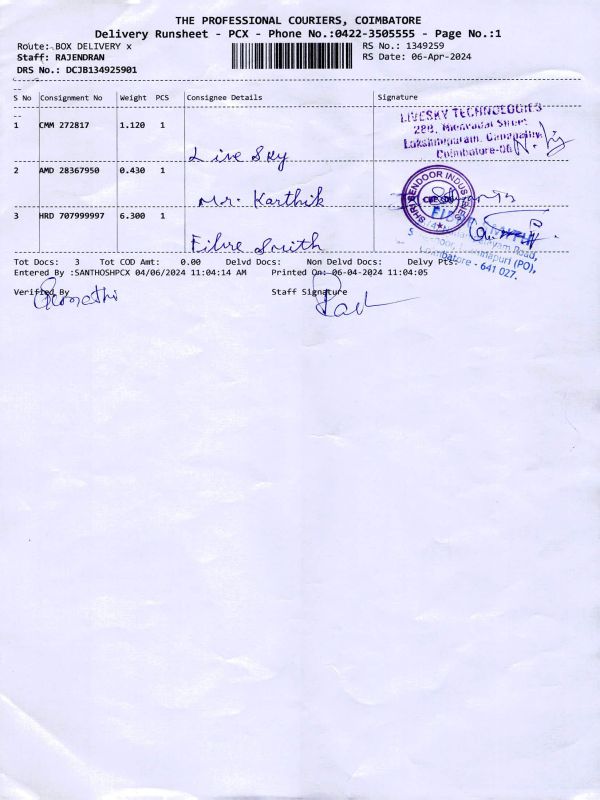 THE PROFESSIONAL COURIERS, COIMBATORE
Delivery Runsheet - PCX - Phone No.:0422-3505555 - Page No.:1
Route: BOX DELIVERY x
RS No.: 1349259
Staff: RAJENDRAN
RS Date: 06-Apr-2024
DRS No.: DCJB134925901
S No Consignment No Weight PCS Consignee Details Signature
1 CMM 272817 1.120 1
LIVESKY TECHNOLOGIES
Coimbatore-06
Live Sky
2 AMD 28367950 0.430 1
Mr. Karthik
3 HRD 707999997 6.300 1
Fibre Smith
Road,
(PO),
641 027.
Tot Docs: 3 Tot COD Amt: 0.00 Delvd Docs: Non Delvd Docs: Delvy Pts:
Entered By :SANTHOSHPCX 04/06/2024 11:04:14 AM Printed On: 06-04-2024 11:04:05
Verified By
Staff Signature